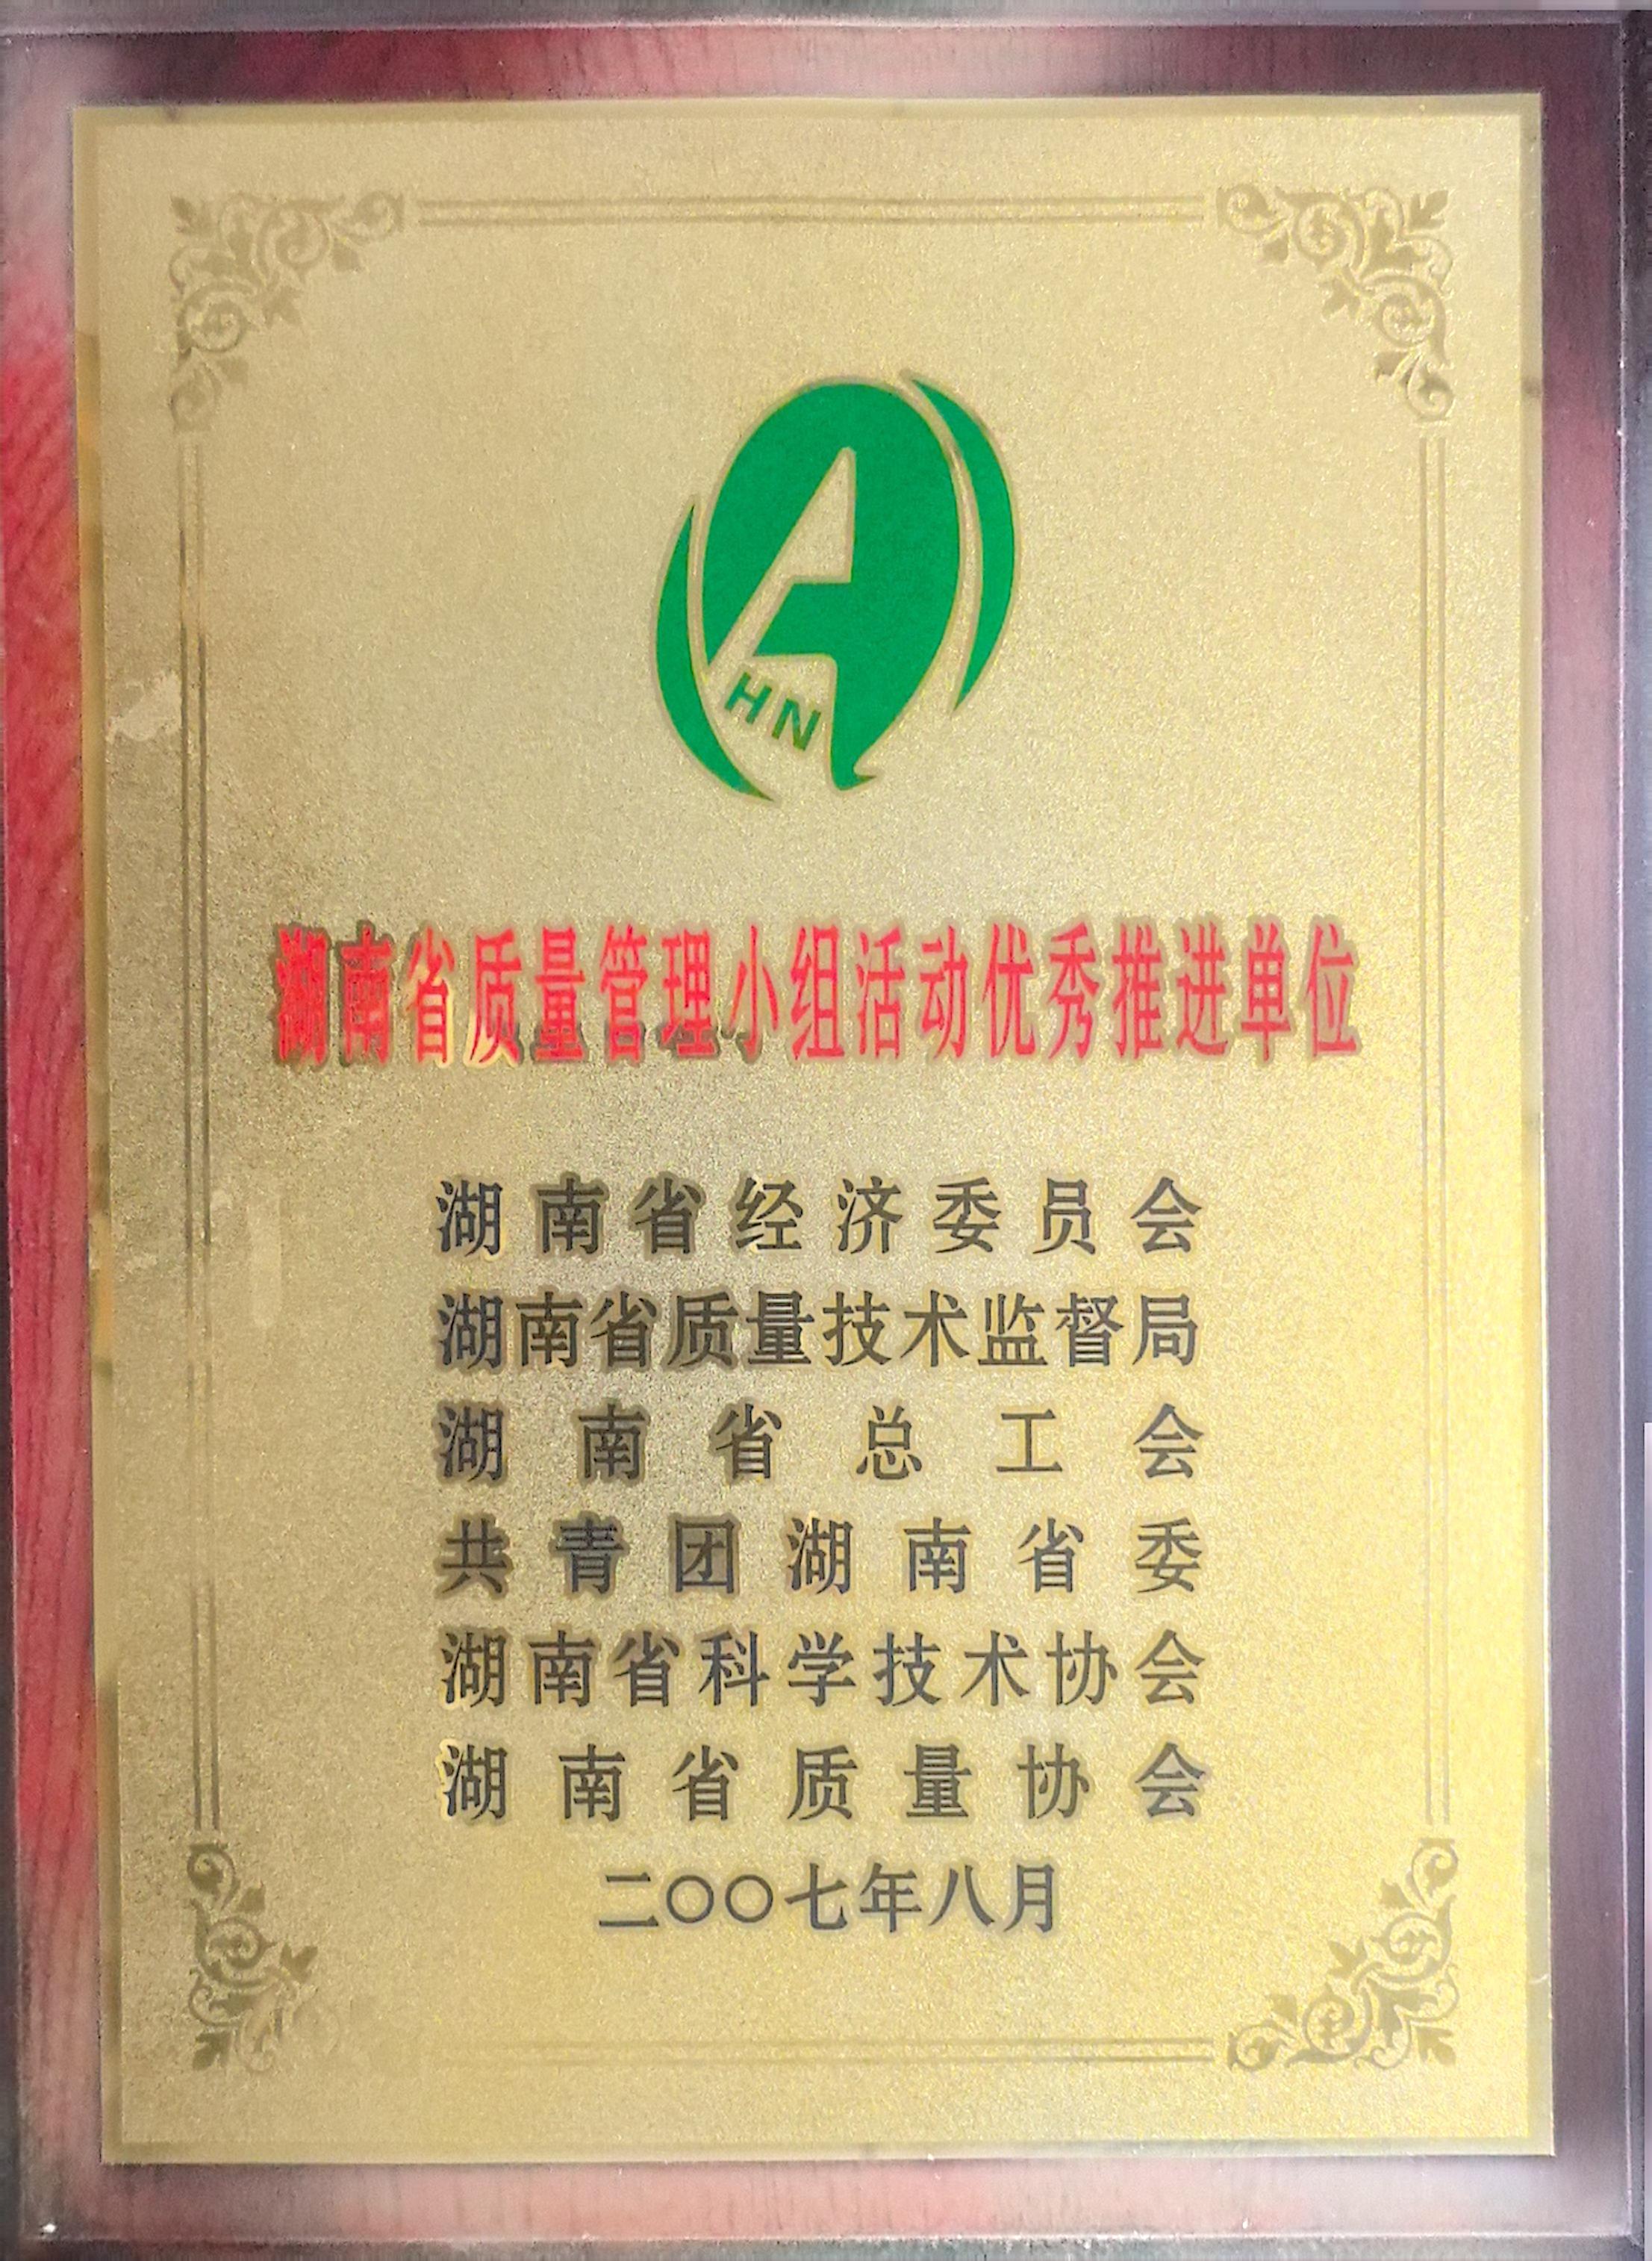 HN
湖南省质量管理小组活动优秀推进单位
湖南省经济委员会
湖南省质量技术监督局
湖南省总工会
共青团湖南省委
湖南省科学技术协会
湖南省质量协会
二〇〇七年八月